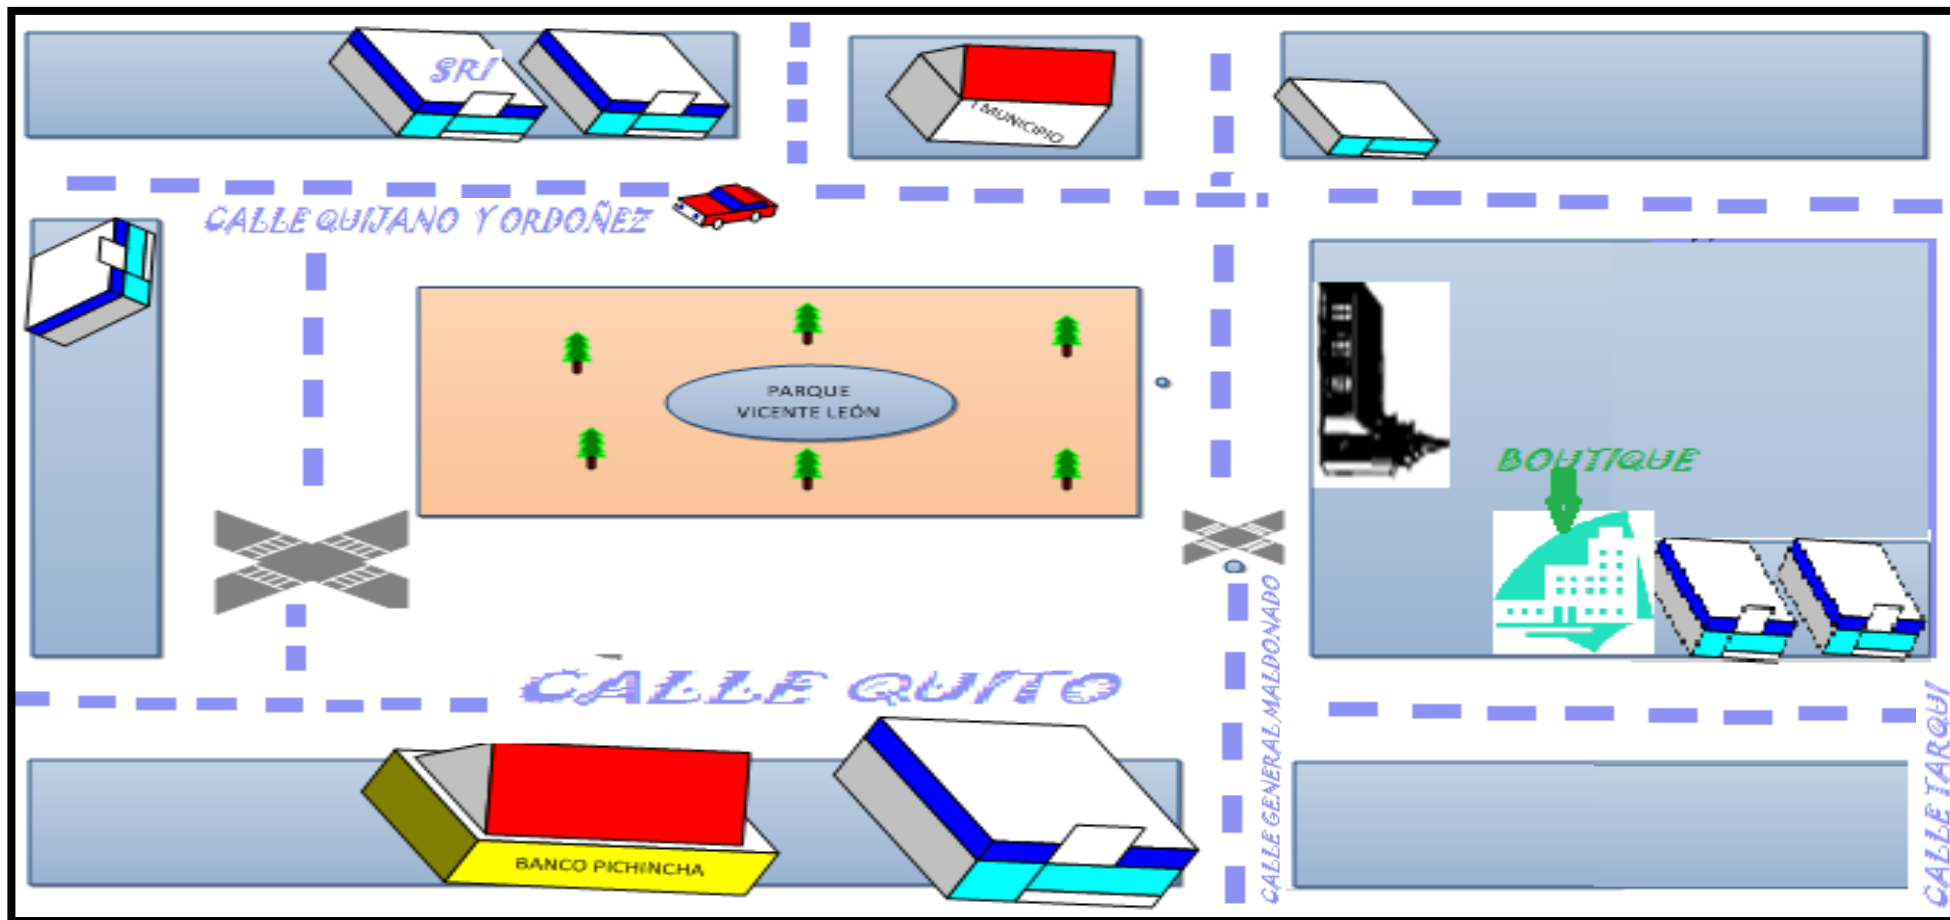 SRI
I MUNICIPIO
CALLE QUIJANO Y ORDOÑEZ
PARQUE
VICENTE LEÓN
BOUTIQUE
CALLE QUITO
CALLE GENERAL MALDONADO
CALLE TARQUI
BANCO PICHINCHA